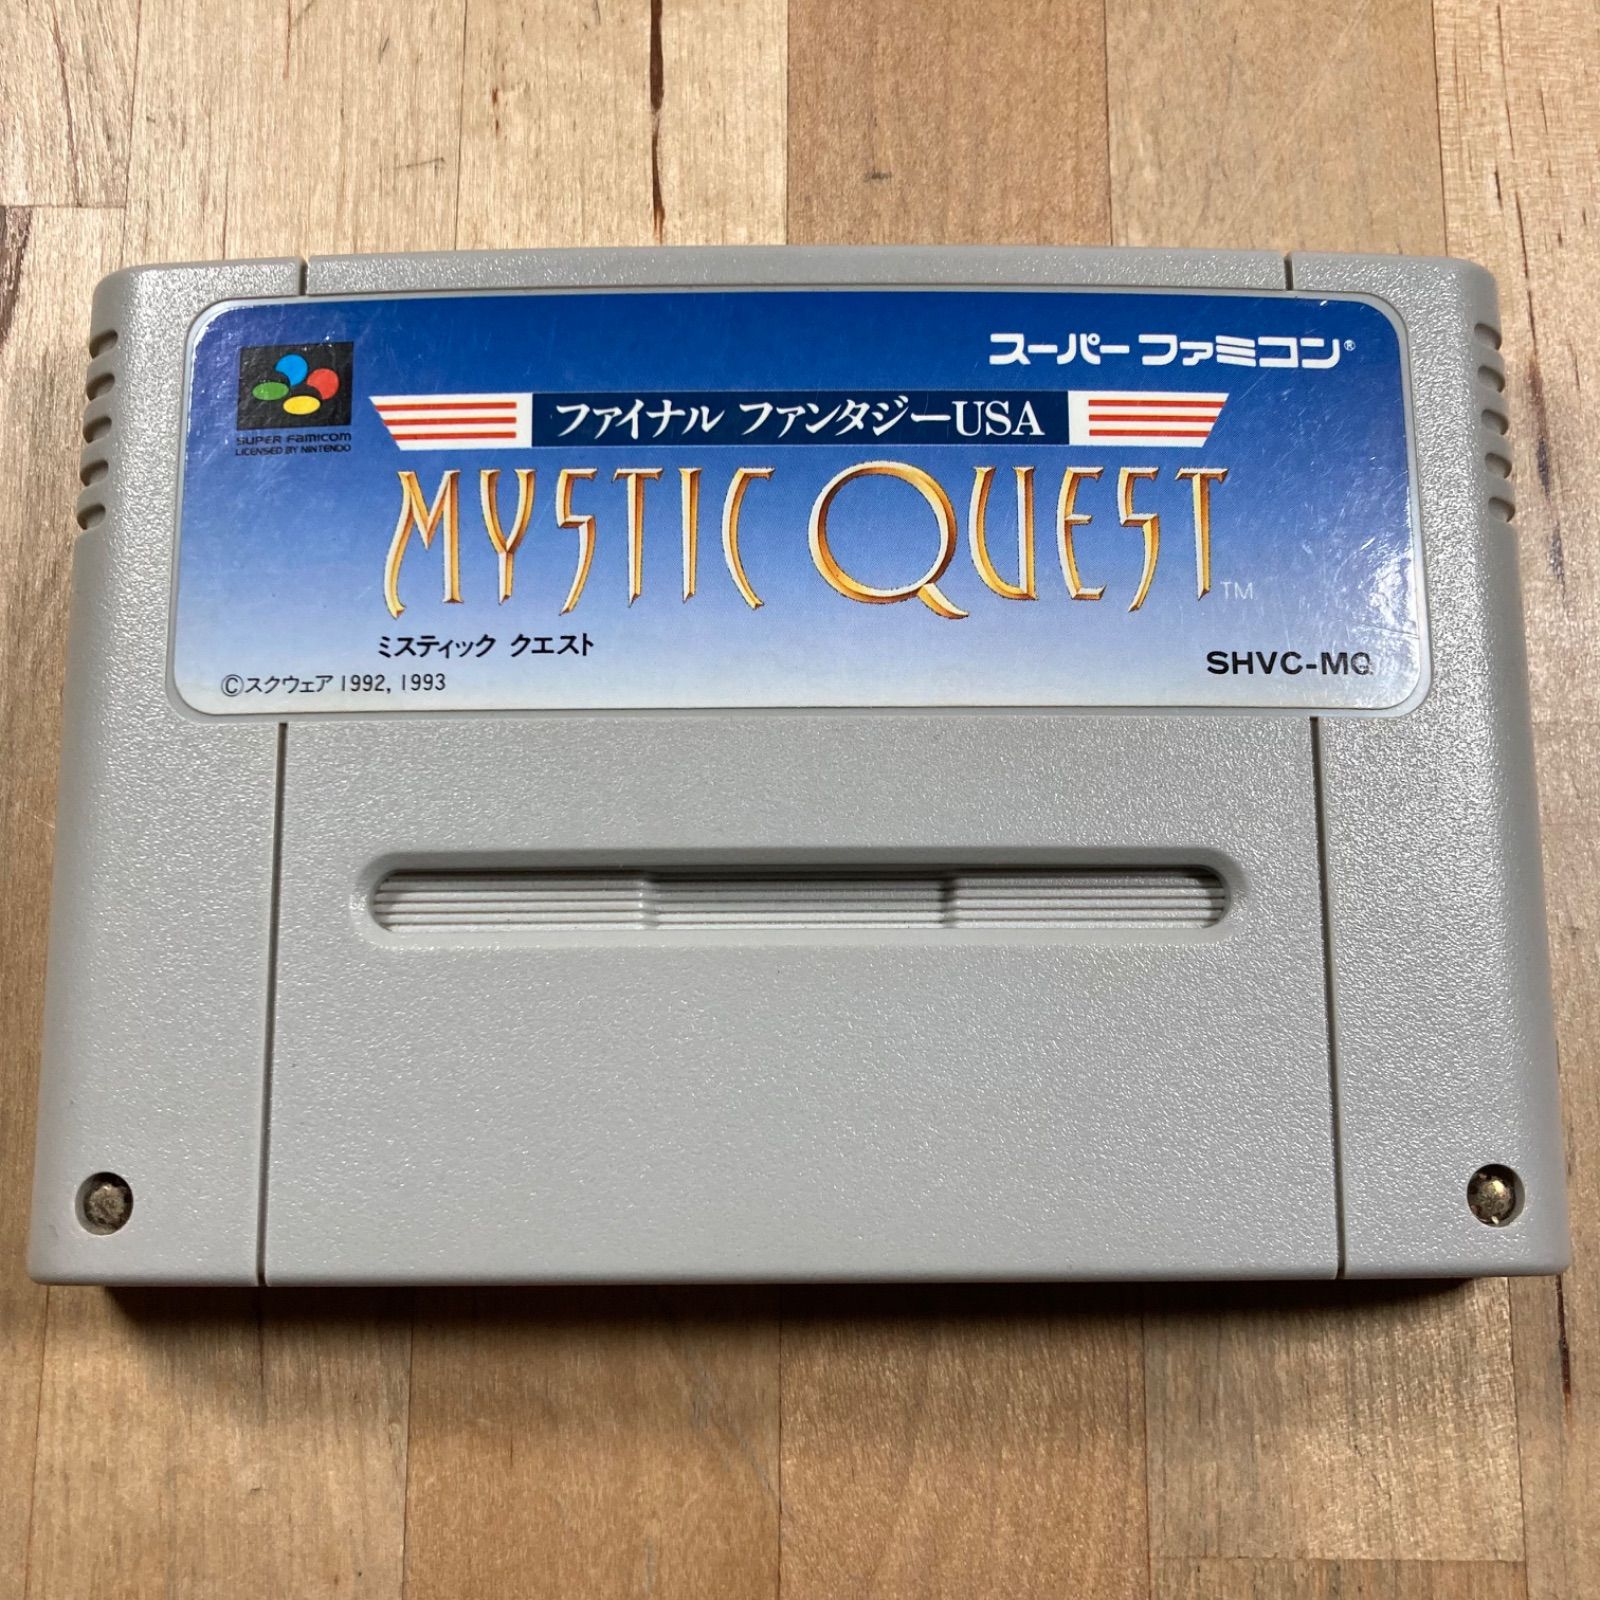 スーパーファミコン®
SUPER FAMICOM
LICENSED BY NINTENDO
ファイナル ファンタジーUSA
MYSTIC QUEST™
ミスティック クエスト
SHVC-MQ
©スクウェア 1992, 1993